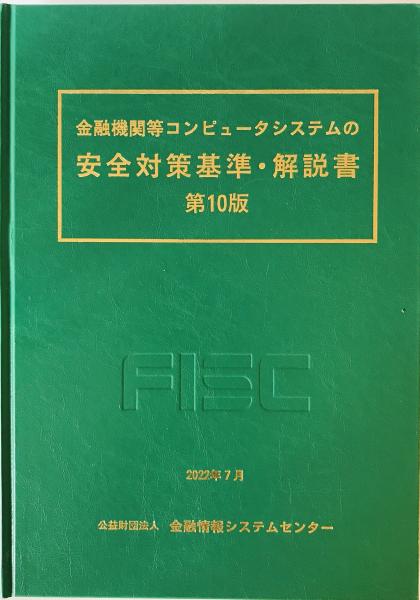 金融機関等コンピュータシステムの
安全対策基準・解説書
第10版
FISC
2022年7月
公益財団法人 金融情報システムセンター